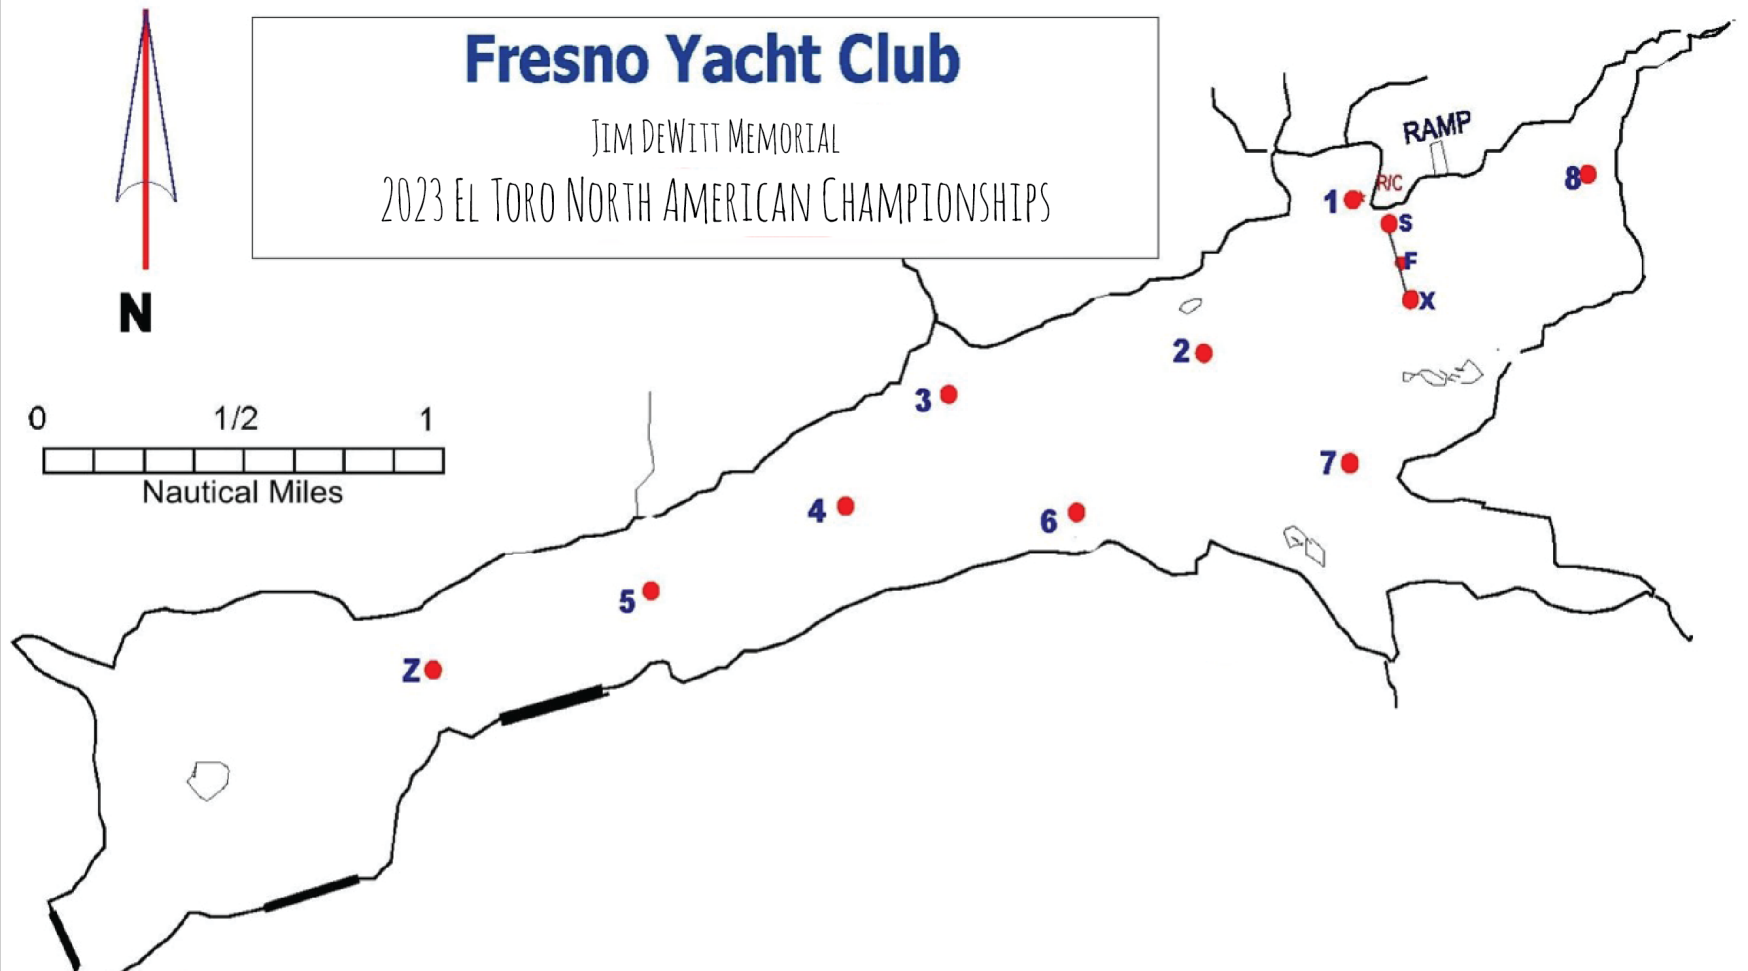 Fresno Yacht Club
Jim DeWitt Memorial
2023 El Toro North American Championships
N
0 1/2 1
Nautical Miles
RAMP
R/C
1
S
F
X
8
2
3
7
4
6
5
Z